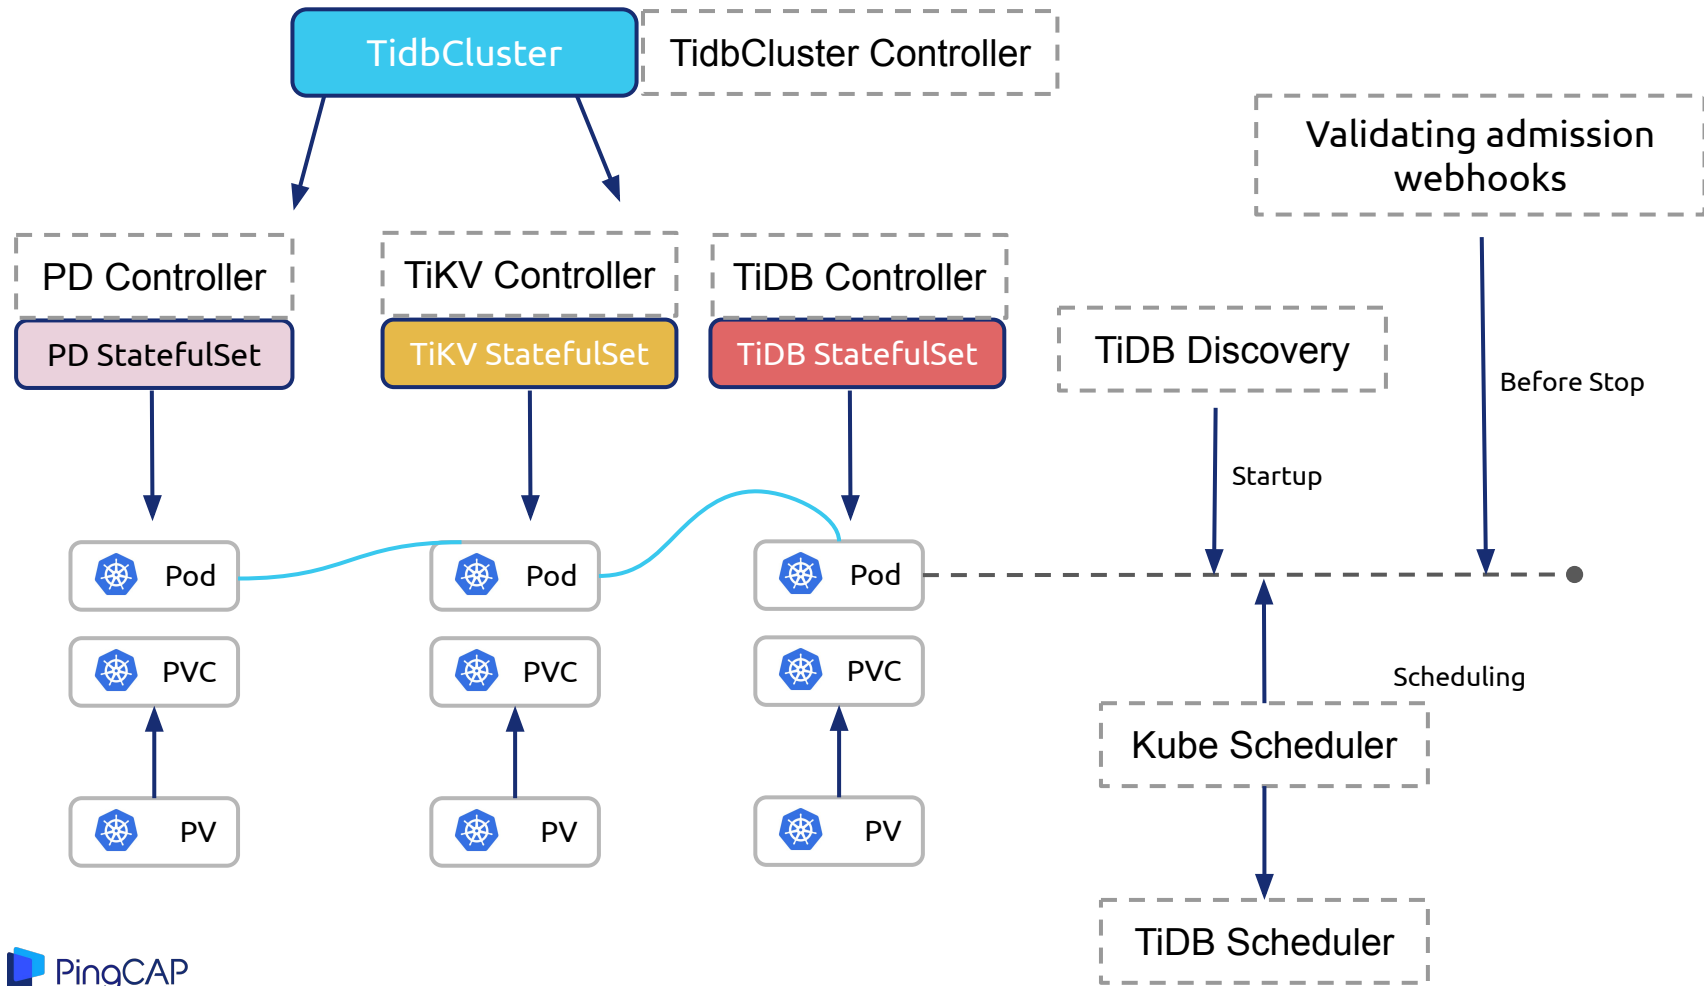 TidbCluster
TidbCluster Controller
Validating admission
webhooks
PD Controller
TiKV Controller
TiDB Controller
PD StatefulSet
TiKV StatefulSet
TiDB StatefulSet
TiDB Discovery
Before Stop
Startup
Pod
Pod
Pod
PVC
PVC
PVC
Scheduling
Kube Scheduler
PV
PV
PV
TiDB Scheduler
PingCAP